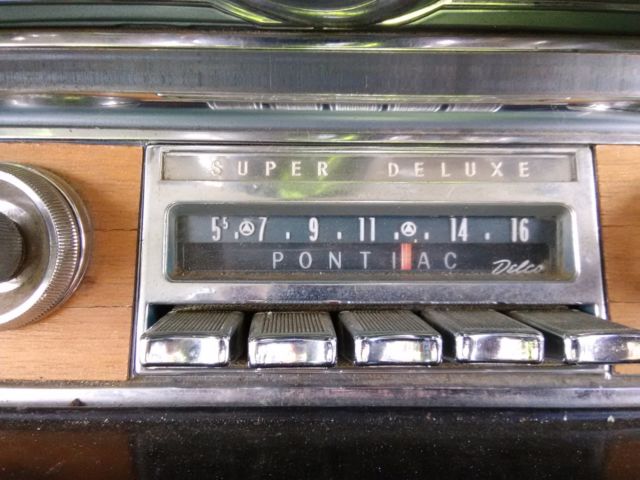 SUPER DELUXE
5⁵ 7 9 11 14 16
PONTIAC Delco